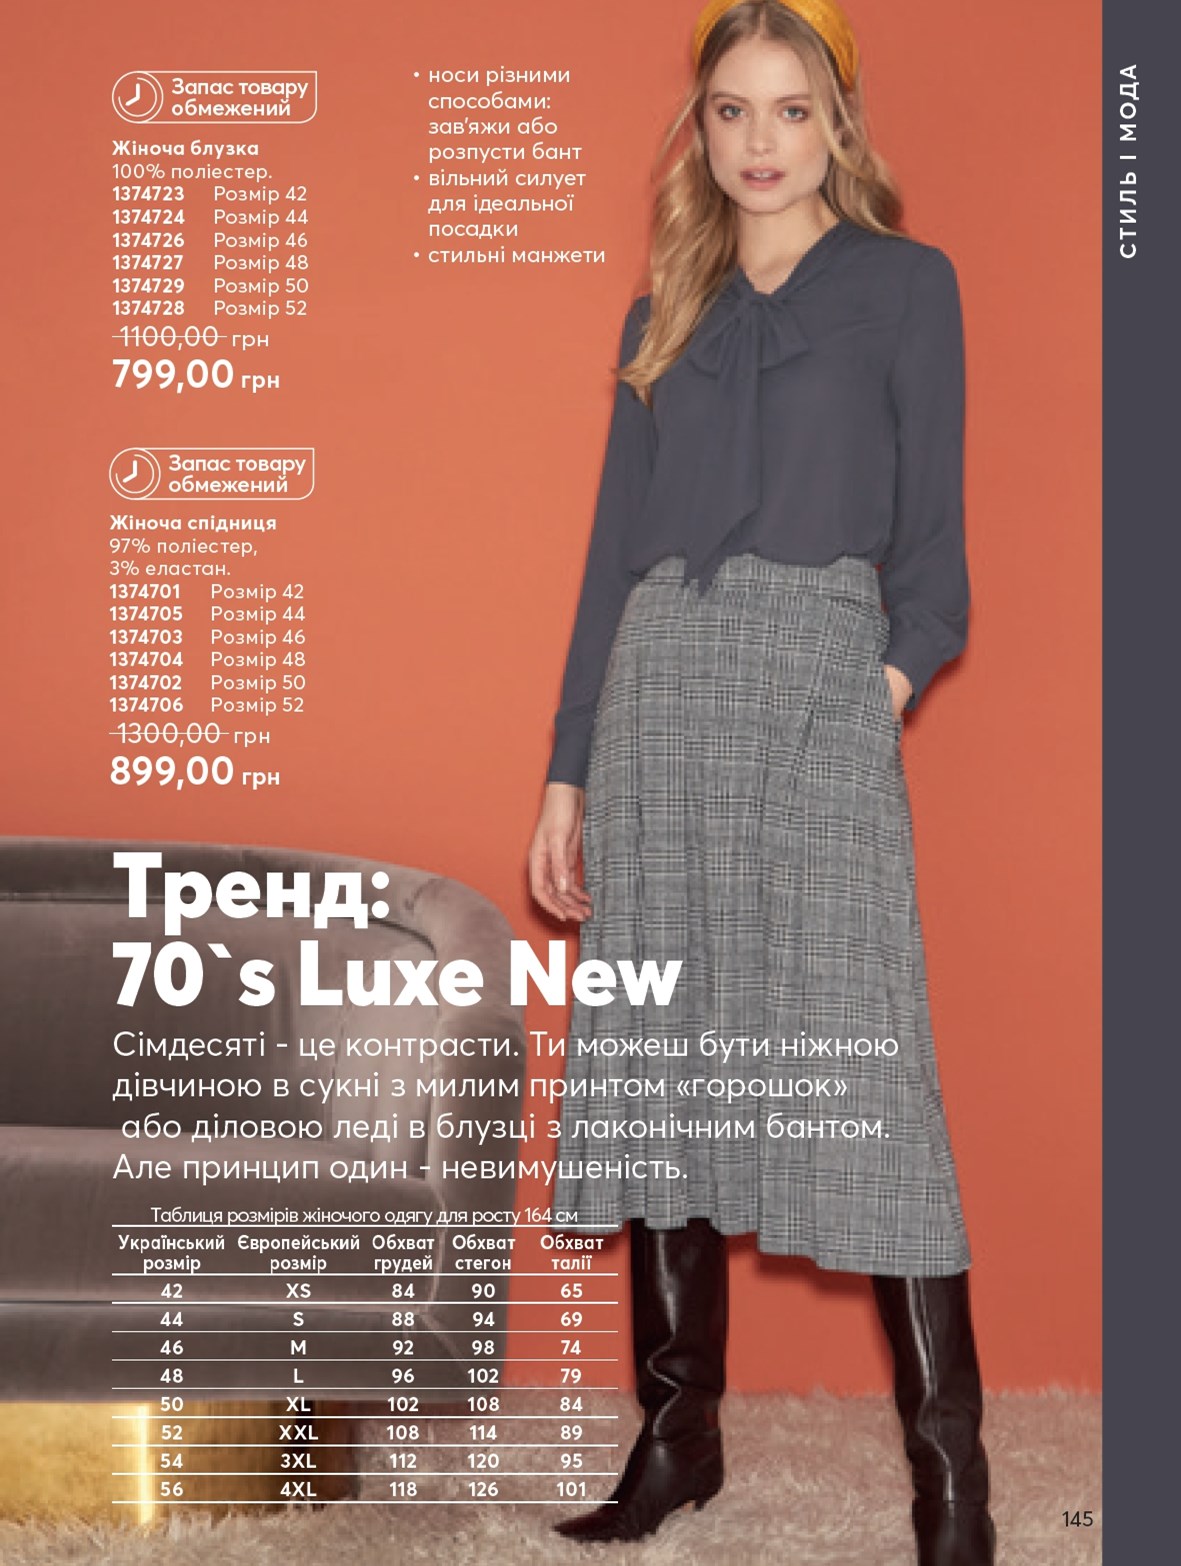 Запас товару
обмежений
Жіноча блузка
100% поліестер.
1374723 Розмір 42
1374724 Розмір 44
1374726 Розмір 46
1374727 Розмір 48
1374729 Розмір 50
1374728 Розмір 52
1100,00 грн
799,00 грн
• носи різними
способами:
зав'яжи або
розпусти бант
• вільний силует
для ідеальної
посадки
• стильні манжети
СТИЛЬ І МОДА
Запас товару
обмежений
Жіноча спідниця
97% поліестер,
3% еластан.
1374701 Розмір 42
1374705 Розмір 44
1374703 Розмір 46
1374704 Розмір 48
1374702 Розмір 50
1374706 Розмір 52
1300,00 грн
899,00 грн
Тренд:
70`s Luxe New
Сімдесяті - це контрасти. Ти можеш бути ніжною
дівчиною в сукні з милим принтом «горошок»
або діловою леді в блузці з лаконічним бантом.
Але принцип один - невимушеність.
Таблиця розмірів жіночого одягу для росту 164 см
Український Європейський Обхват Обхват Обхват
розмір розмір грудей стегон талії
42 XS 84 90 65
44 S 88 94 69
46 M 92 98 74
48 L 96 102 79
50 XL 102 108 84
52 XXL 108 114 89
54 3XL 112 120 95
56 4XL 118 126 101
145